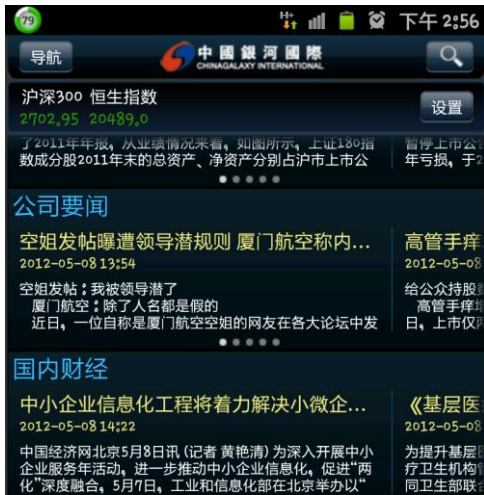 79
H+
下午 2:56
导航
中國銀河國際
CHINAGALAXY INTERNATIONAL
沪深300 恒生指数
2702,95 20489,0
设置
了2011年年报，从业绩情况来看，如图所示，上证180指
数成分股2011年末的总资产、净资产分别占沪市上市公
暂停上市公
年亏损，于2
公司要闻
空姐发帖曝遭领导潜规则 厦门航空称内...
2012-05-08 13:54
空姐发帖：我被领导潜了
厦门航空：除了人名都是假的
近日，一位自称是厦门航空空姐的网友在各大论坛中发
高管手痒
2012-05-08
给公众持股
高管手痒
日，上市仅
国内财经
中小企业信息化工程将着力解决小微企...
2012-05-08 14:22
中国经济网北京5月8日讯 (记者 黄艳清) 为深入开展中小
企业服务年活动，进一步推动中小企业信息化，促进“两
化”深度融合，5月7日，工业和信息化部在北京举办以“
《基层医
2012-05-08
为提升基层
疗卫生机构
同卫生部联